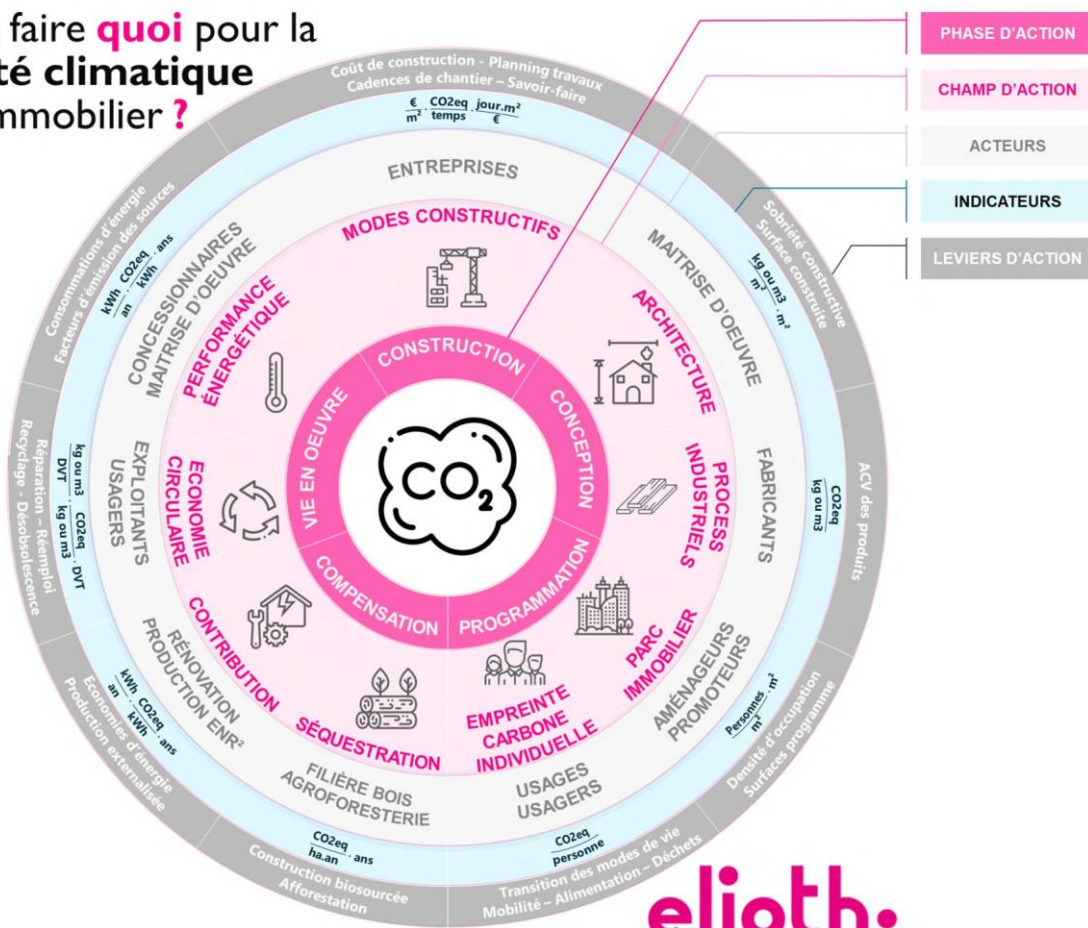 faire quoi pour la
té climatique
mmobilier ?
PHASE D'ACTION
CHAMP D'ACTION
ACTEURS
INDICATEURS
LEVIERS D'ACTION
Coût de construction - Planning travaux
Cadences de chantier – Savoir-faire
€/m² · CO2eq/temps · jour.m²/€
ENTREPRISES
MODES CONSTRUCTIFS
CONSTRUCTION
Sobriété constructive
Surface construite
kg ou m3/m² · m²
MAITRISE D'OEUVRE
ARCHITECTURE
CONCEPTION
ACV des produits
CO2eq/kg ou m3
FABRICANTS
PROCESS
INDUSTRIELS
Densité d'occupation
Surfaces programme
Personnes/m² · m²
AMÉNAGEURS
PROMOTEURS
PARC
IMMOBILIER
PROGRAMMATION
Transition des modes de vie
Mobilité – Alimentation – Déchets
CO2eq/personne
USAGES
USAGERS
EMPREINTE
CARBONE
INDIVIDUELLE
Construction biosourcée
Afforestation
CO2eq/ha.an · ans
FILIÈRE BOIS
AGROFORESTERIE
SÉQUESTRATION
COMPENSATION
Economies d'énergie
Production externalisée
kWh/an · CO2eq/kWh · ans
RÉNOVATION
PRODUCTION ENR²
CONTRIBUTION
Réparation – Réemploi
Recyclage - Désobsolescence
kg ou m3/DVT · CO2eq/kg ou m3 · DVT
EXPLOITANTS
USAGERS
ECONOMIE
CIRCULAIRE
VIE EN OEUVRE
Consommations d'énergie
Facteurs d'émission des sources
kWh/an · CO2eq/kWh · ans
CONCESSIONNAIRES
MAITRISE D'OEUVRE
PERFORMANCE
ÉNERGÉTIQUE
CO2
elioth.